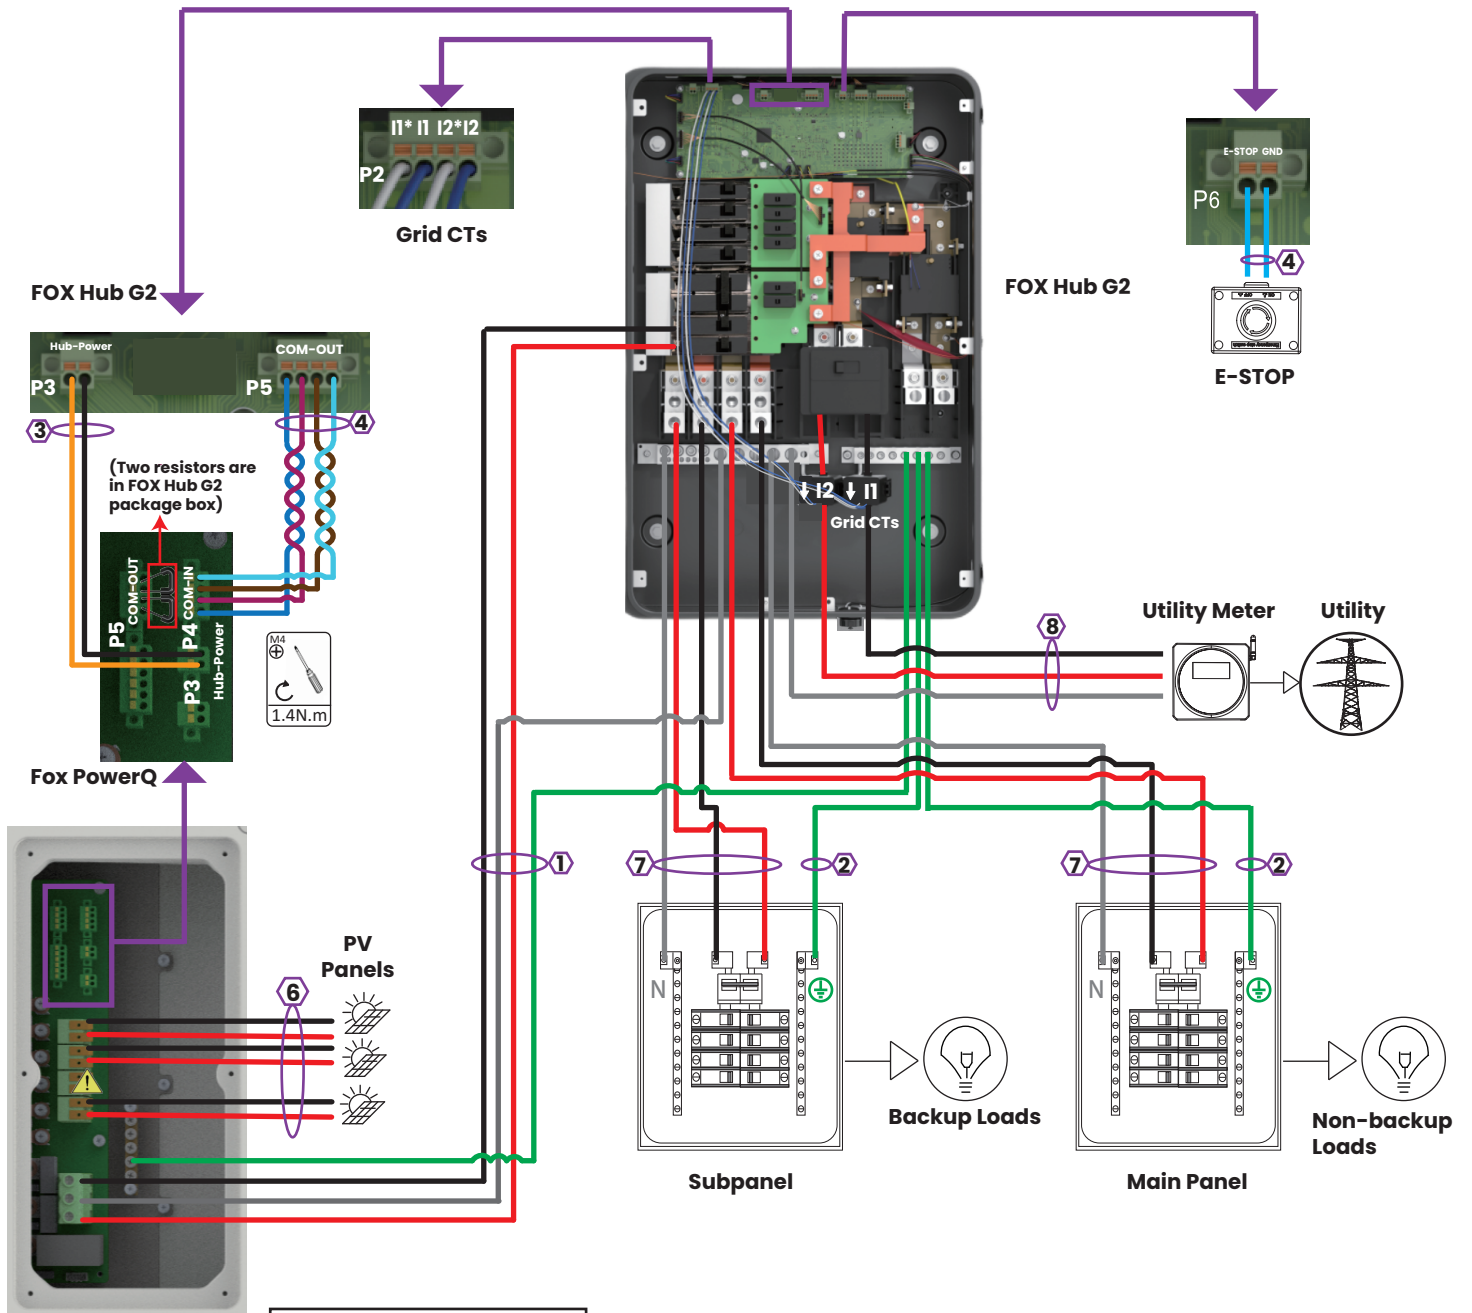 I1* I1 I2* I2
P2
Grid CTs
E-STOP GND
P6
4
E-STOP
FOX Hub G2
FOX Hub G2
Hub-Power
COM-OUT
P3
P5
3
4
(Two resistors are
in FOX Hub G2
package box)
COM-OUT
COM-IN
P5
P4
P3
Hub-Power
M4
1.4N.m
Fox PowerQ
I2
I1
Grid CTs
Utility Meter
Utility
8
1
7
2
7
2
PV
Panels
6
N
N
Backup Loads
Non-backup
Loads
Subpanel
Main Panel